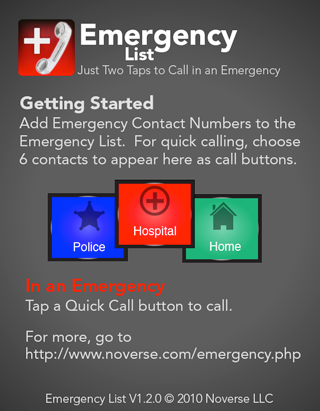 Emergency
List
Just Two Taps to Call in an Emergency
Getting Started
Add Emergency Contact Numbers to the
Emergency List. For quick calling, choose
6 contacts to appear here as call buttons.
Police
Hospital
Home
In an Emergency
Tap a Quick Call button to call.
For more, go to
http://www.noverse.com/emergency.php
Emergency List V1.2.0 © 2010 Noverse LLC